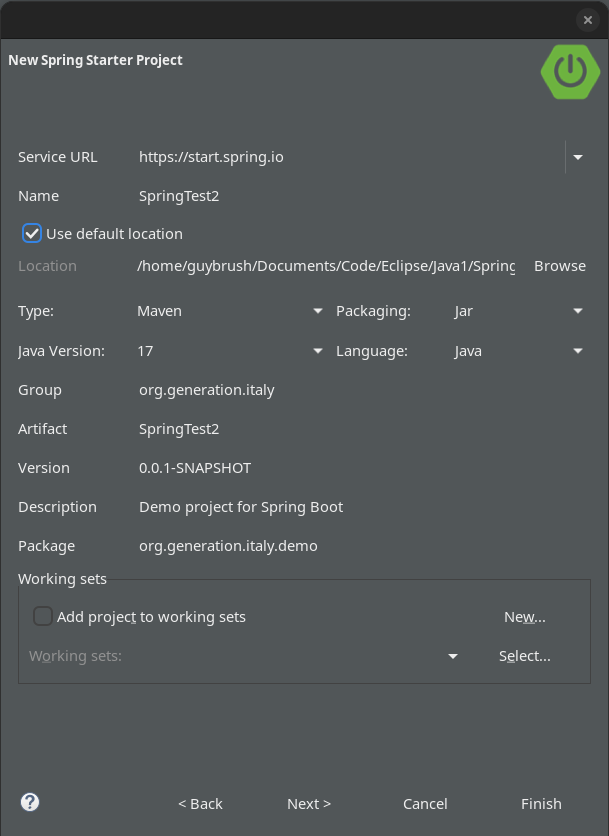 New Spring Starter Project
Service URL https://start.spring.io
Name SpringTest2
Use default location
Location /home/guybrush/Documents/Code/Eclipse/Java1/Spring Browse
Type: Maven Packaging: Jar
Java Version: 17 Language: Java
Group org.generation.italy
Artifact SpringTest2
Version 0.0.1-SNAPSHOT
Description Demo project for Spring Boot
Package org.generation.italy.demo
Working sets
Add project to working sets New...
Working sets: Select...
? < Back Next > Cancel Finish